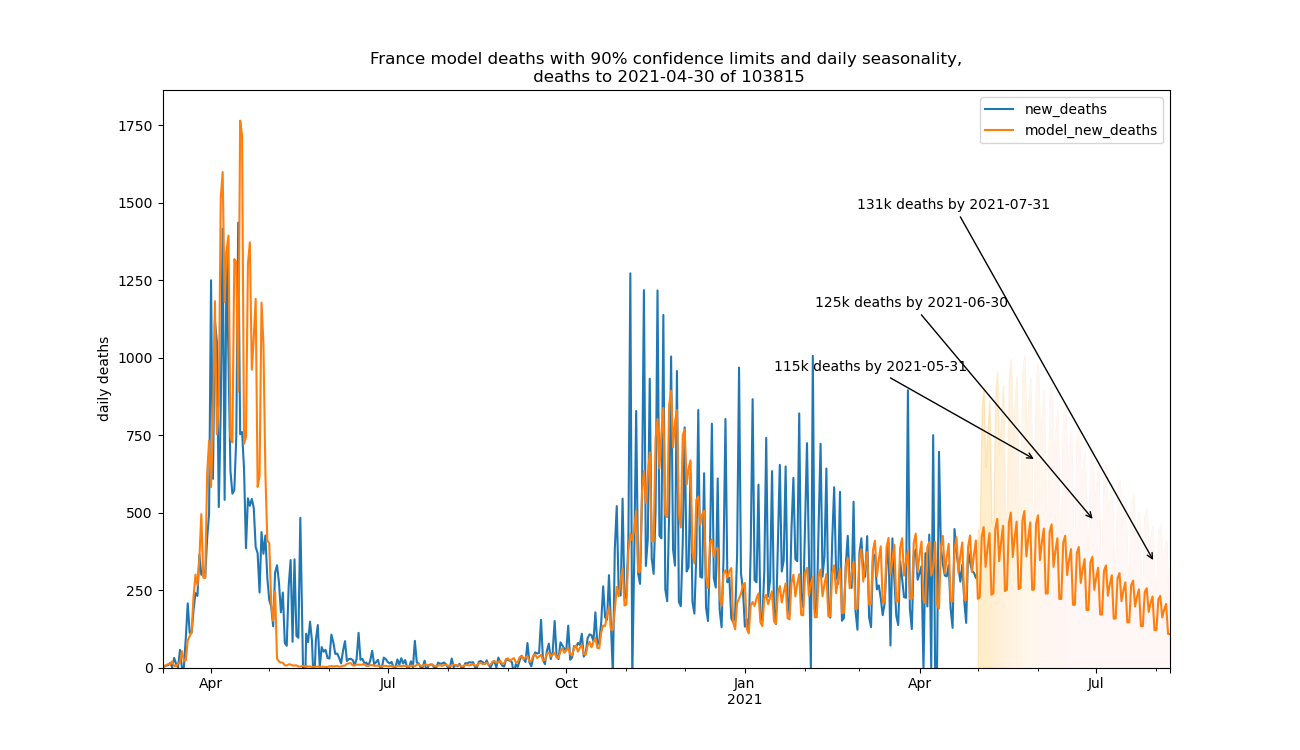 France model deaths with 90% confidence limits and daily seasonality,
deaths to 2021-04-30 of 103815
new_deaths
model_new_deaths
131k deaths by 2021-07-31
125k deaths by 2021-06-30
115k deaths by 2021-05-31
daily deaths
1750
1500
1250
1000
750
500
250
0
Apr
Jul
Oct
Jan
2021
Apr
Jul